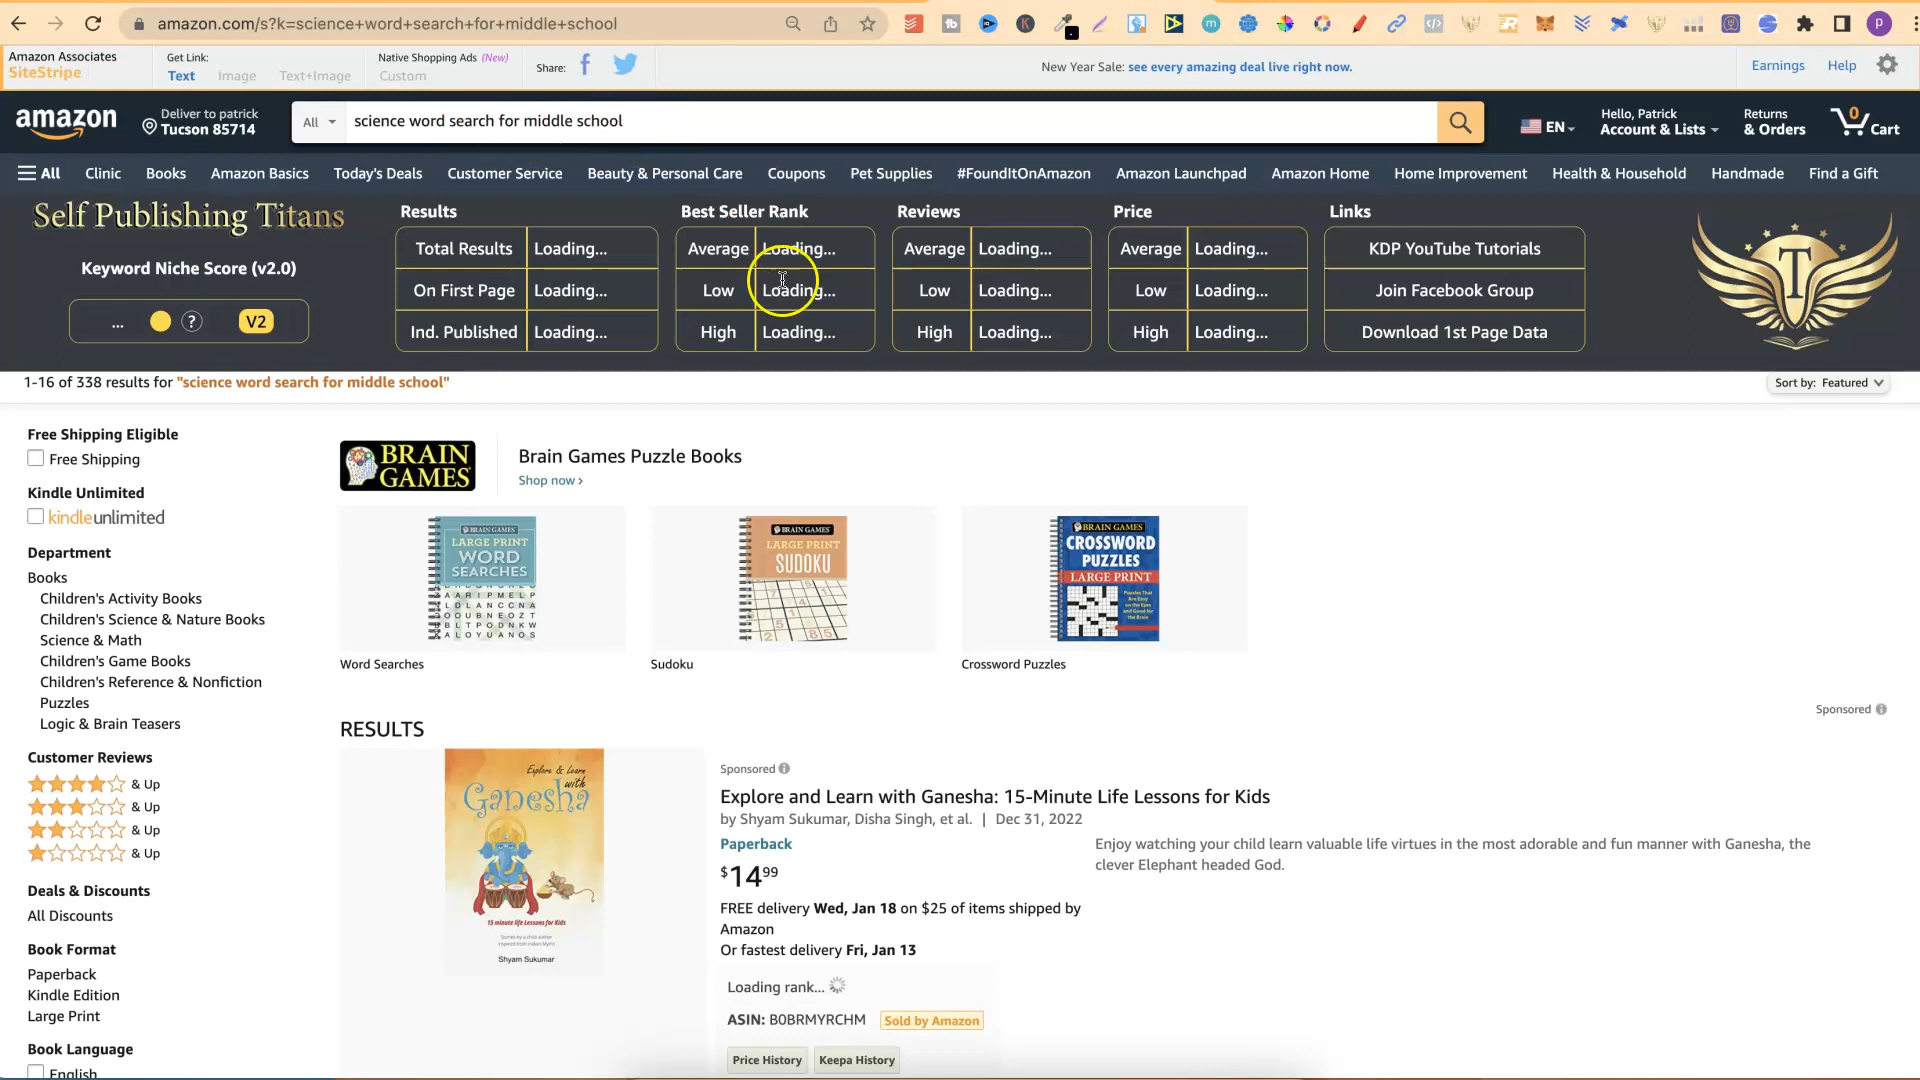 amazon.com/s?k=science+word+search+for+middle+school
Amazon Associates
SiteStripe
Get Link:
Text Image Text+Image
Native Shopping Ads (New)
Custom
Share:
New Year Sale: see every amazing deal live right now.
Earnings Help
amazon
Deliver to patrick
Tucson 85714
All
science word search for middle school
EN
Hello, Patrick
Account & Lists
Returns
& Orders
0
Cart
All Clinic Books Amazon Basics Today's Deals Customer Service Beauty & Personal Care Coupons Pet Supplies #FoundItOnAmazon Amazon Launchpad Amazon Home Home Improvement Health & Household Handmade Find a Gift
Self Publishing Titans
Keyword Niche Score (v2.0)
... ? V2
Results
Total Results Loading...
On First Page Loading...
Ind. Published Loading...
Best Seller Rank
Average Loading...
Low Loading...
High Loading...
Reviews
Average Loading...
Low Loading...
High Loading...
Price
Average Loading...
Low Loading...
High Loading...
Links
KDP YouTube Tutorials
Join Facebook Group
Download 1st Page Data
T
1-16 of 338 results for "science word search for middle school"
Sort by: Featured
Free Shipping Eligible
Free Shipping
Kindle Unlimited
kindleunlimited
Department
Books
Children's Activity Books
Children's Science & Nature Books
Science & Math
Children's Game Books
Children's Reference & Nonfiction
Puzzles
Logic & Brain Teasers
Customer Reviews
& Up
& Up
& Up
& Up
Deals & Discounts
All Discounts
Book Format
Paperback
Kindle Edition
Large Print
Book Language
English
BRAIN
GAMES
Brain Games Puzzle Books
Shop now ›
BRAIN GAMES
LARGE PRINT
WORD
SEARCHES
Word Searches
BRAIN GAMES
LARGE PRINT
SUDOKU
Sudoku
BRAIN GAMES
CROSSWORD
PUZZLES
LARGE PRINT
Crossword Puzzles
Sponsored
RESULTS
Explore & Learn
with
Ganesha
15 minute life Lessons for Kids
Shyam Sukumar
Sponsored
Explore and Learn with Ganesha: 15-Minute Life Lessons for Kids
by Shyam Sukumar, Disha Singh, et al. | Dec 31, 2022
Paperback
$14 99
FREE delivery Wed, Jan 18 on $25 of items shipped by
Amazon
Or fastest delivery Fri, Jan 13
Enjoy watching your child learn valuable life virtues in the most adorable and fun manner with Ganesha, the
clever Elephant headed God.
Loading rank...
ASIN: B0BRMYRCHM Sold by Amazon
Price History Keepa History